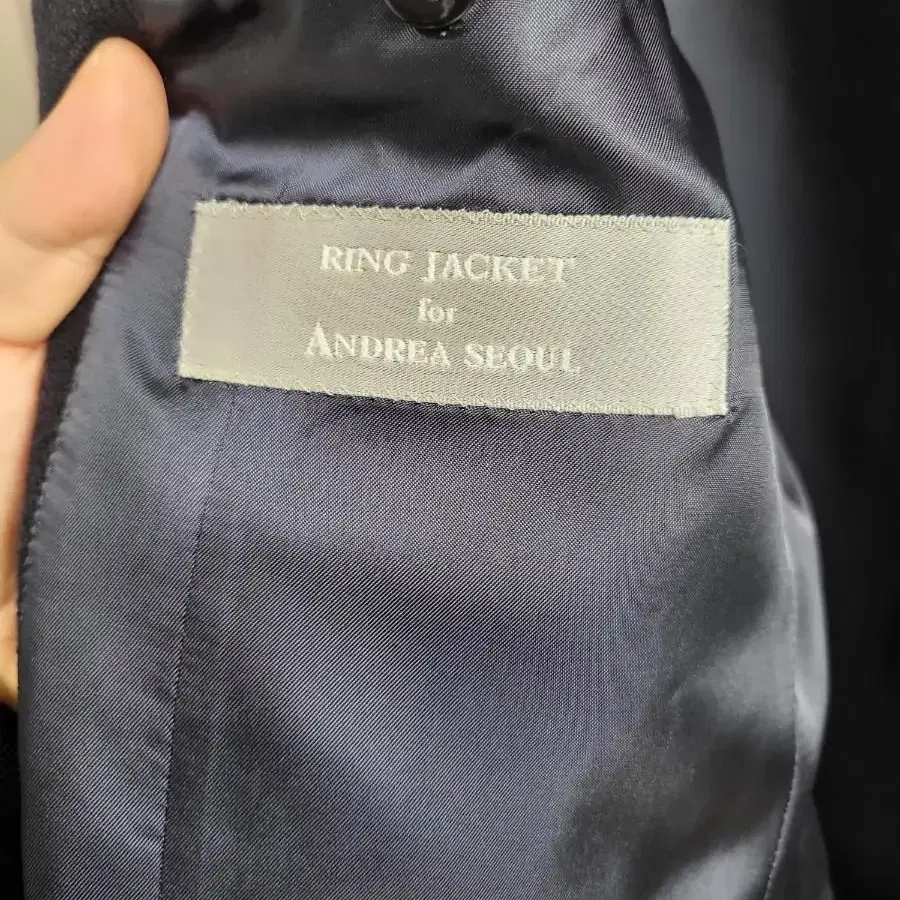 RING JACKET
for
ANDREA SEOUL